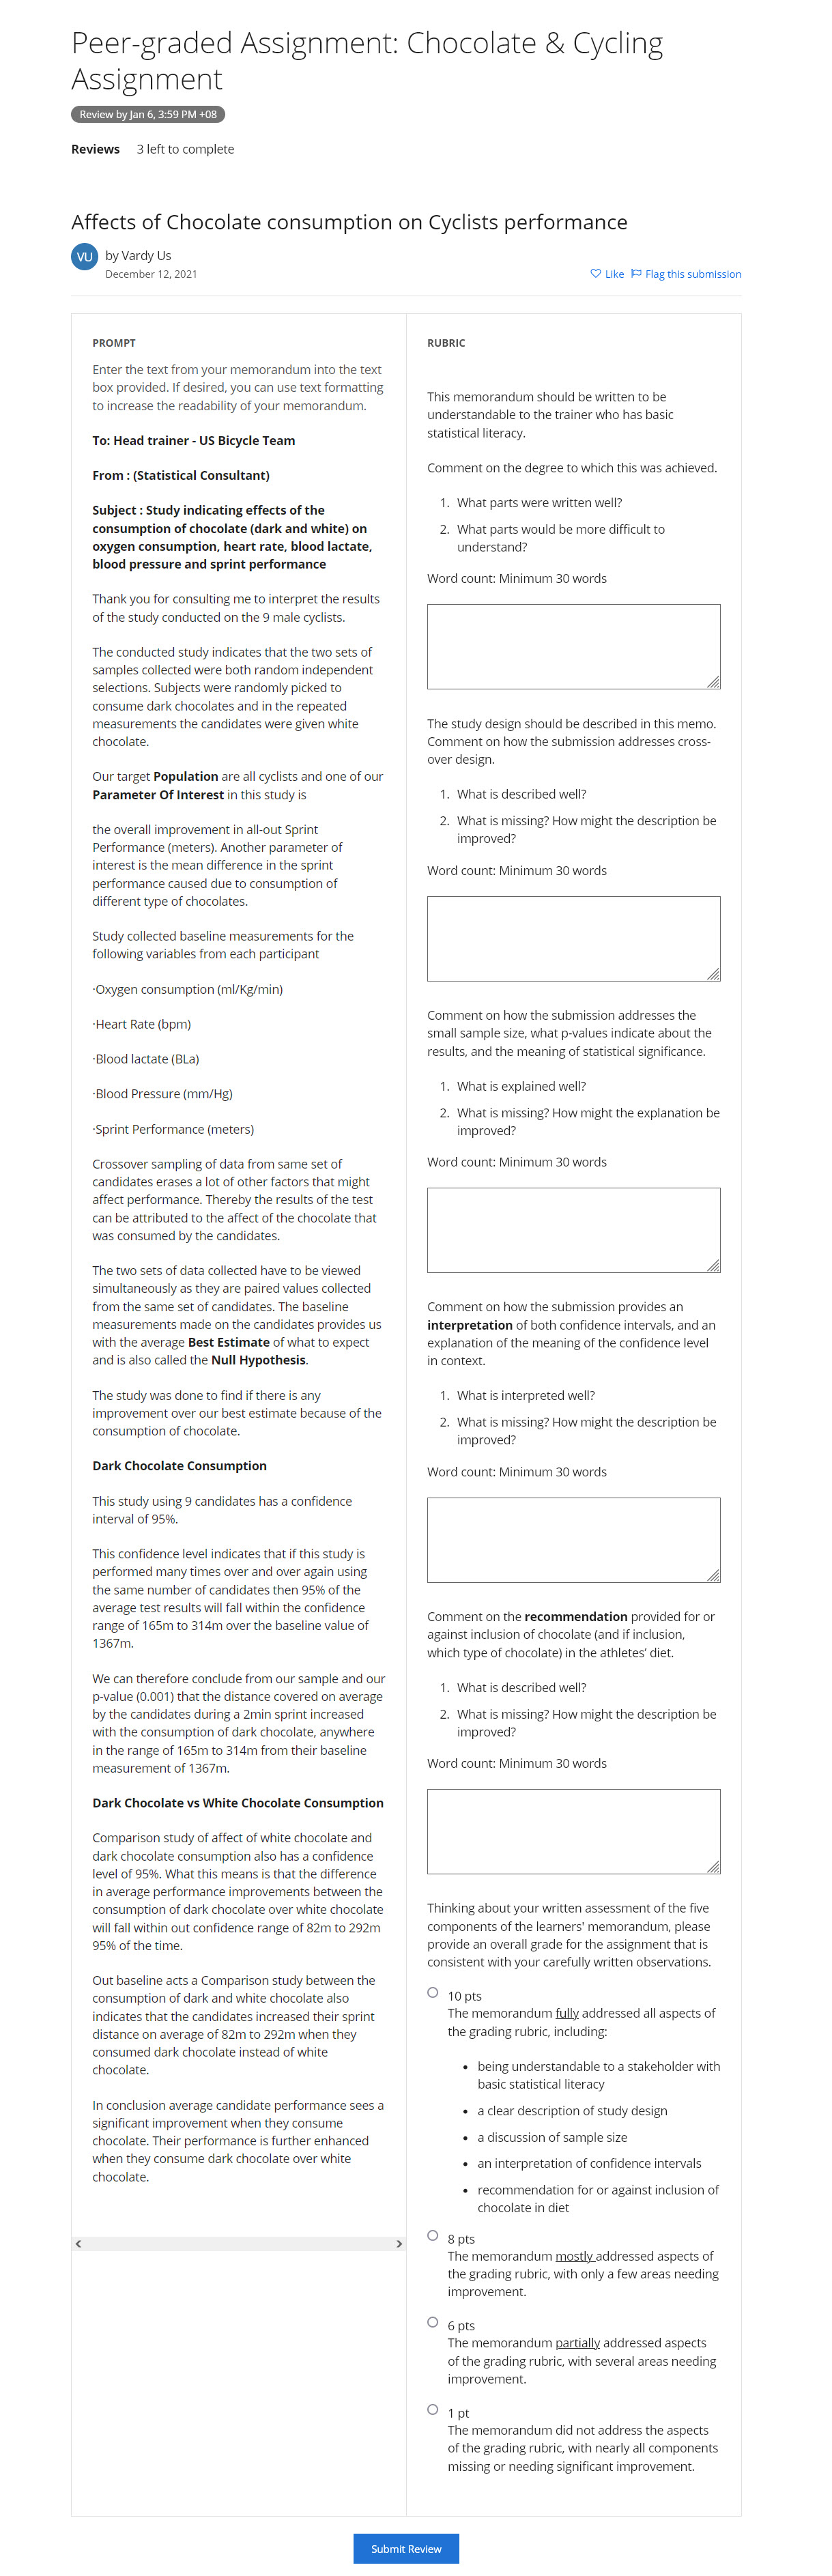 Peer-graded Assignment: Chocolate & Cycling
Assignment
Review by Jan 6, 3:59 PM +08
Reviews 3 left to complete
Affects of Chocolate consumption on Cyclists performance
VU
by Vardy Us
December 12, 2021
Like Flag this submission
PROMPT
Enter the text from your memorandum into the text
box provided. If desired, you can use text formatting
to increase the readability of your memorandum.
To: Head trainer - US Bicycle Team
From : (Statistical Consultant)
Subject : Study indicating effects of the
consumption of chocolate (dark and white) on
oxygen consumption, heart rate, blood lactate,
blood pressure and sprint performance
Thank you for consulting me to interpret the results
of the study conducted on the 9 male cyclists.
The conducted study indicates that the two sets of
samples collected were both random independent
selections. Subjects were randomly picked to
consume dark chocolates and in the repeated
measurements the candidates were given white
chocolate.
Our target Population are all cyclists and one of our
Parameter Of Interest in this study is
the overall improvement in all-out Sprint
Performance (meters). Another parameter of
interest is the mean difference in the sprint
performance caused due to consumption of
different type of chocolates.
Study collected baseline measurements for the
following variables from each participant
·Oxygen consumption (ml/Kg/min)
·Heart Rate (bpm)
·Blood lactate (BLa)
·Blood Pressure (mm/Hg)
·Sprint Performance (meters)
Crossover sampling of data from same set of
candidates erases a lot of other factors that might
affect performance. Thereby the results of the test
can be attributed to the affect of the chocolate that
was consumed by the candidates.
The two sets of data collected have to be viewed
simultaneously as they are paired values collected
from the same set of candidates. The baseline
measurements made on the candidates provides us
with the average Best Estimate of what to expect
and is also called the Null Hypothesis.
The study was done to find if there is any
improvement over our best estimate because of the
consumption of chocolate.
Dark Chocolate Consumption
This study using 9 candidates has a confidence
interval of 95%.
This confidence level indicates that if this study is
performed many times over and over again using
the same number of candidates then 95% of the
average test results will fall within the confidence
range of 165m to 314m over the baseline value of
1367m.
We can therefore conclude from our sample and our
p-value (0.001) that the distance covered on average
by the candidates during a 2min sprint increased
with the consumption of dark chocolate, anywhere
in the range of 165m to 314m from their baseline
measurement of 1367m.
Dark Chocolate vs White Chocolate Consumption
Comparison study of affect of white chocolate and
dark chocolate consumption also has a confidence
level of 95%. What this means is that the difference
in average performance improvements between the
consumption of dark chocolate over white chocolate
will fall within out confidence range of 82m to 292m
95% of the time.
Out baseline acts a Comparison study between the
consumption of dark and white chocolate also
indicates that the candidates increased their sprint
distance on average of 82m to 292m when they
consumed dark chocolate instead of white
chocolate.
In conclusion average candidate performance sees a
significant improvement when they consume
chocolate. Their performance is further enhanced
when they consume dark chocolate over white
chocolate.
RUBRIC
This memorandum should be written to be
understandable to the trainer who has basic
statistical literacy.
Comment on the degree to which this was achieved.
1. What parts were written well?
2. What parts would be more difficult to
understand?
Word count: Minimum 30 words
The study design should be described in this memo.
Comment on how the submission addresses cross-
over design.
1. What is described well?
2. What is missing? How might the description be
improved?
Word count: Minimum 30 words
Comment on how the submission addresses the
small sample size, what p-values indicate about the
results, and the meaning of statistical significance.
1. What is explained well?
2. What is missing? How might the explanation be
improved?
Word count: Minimum 30 words
Comment on how the submission provides an
interpretation of both confidence intervals, and an
explanation of the meaning of the confidence level
in context.
1. What is interpreted well?
2. What is missing? How might the description be
improved?
Word count: Minimum 30 words
Comment on the recommendation provided for or
against inclusion of chocolate (and if inclusion,
which type of chocolate) in the athletes' diet.
1. What is described well?
2. What is missing? How might the description be
improved?
Word count: Minimum 30 words
Thinking about your written assessment of the five
components of the learners' memorandum, please
provide an overall grade for the assignment that is
consistent with your carefully written observations.
10 pts
The memorandum fully addressed all aspects of
the grading rubric, including:
• being understandable to a stakeholder with
basic statistical literacy
• a clear description of study design
• a discussion of sample size
• an interpretation of confidence intervals
• recommendation for or against inclusion of
chocolate in diet
8 pts
The memorandum mostly addressed aspects of
the grading rubric, with only a few areas needing
improvement.
6 pts
The memorandum partially addressed aspects
of the grading rubric, with several areas needing
improvement.
1 pt
The memorandum did not address the aspects
of the grading rubric, with nearly all components
missing or needing significant improvement.
Submit Review